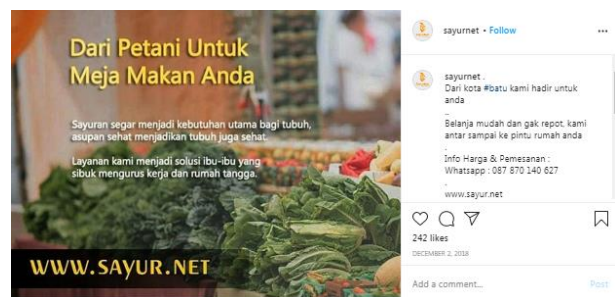 Dari Petani Untuk
Meja Makan Anda
Sayuran segar menjadi kebutuhan utama bagi tubuh,
asupan sehat menjadikan tubuh juga sehat.
Layanan kami menjadi solusi ibu-ibu yang
sibuk mengurus kerja dan rumah tangga.
WWW.SAYUR.NET
sayurnet • Follow
sayurnet .
Dari kota #batu kami hadir untuk
anda
..
Belanja mudah dan gak repot, kami
antar sampai ke pintu rumah anda
.
Info Harga & Pemesanan :
Whatsapp : 087 870 140 627
.
www.sayur.net
242 likes
DECEMBER 2, 2018
Add a comment...
Post